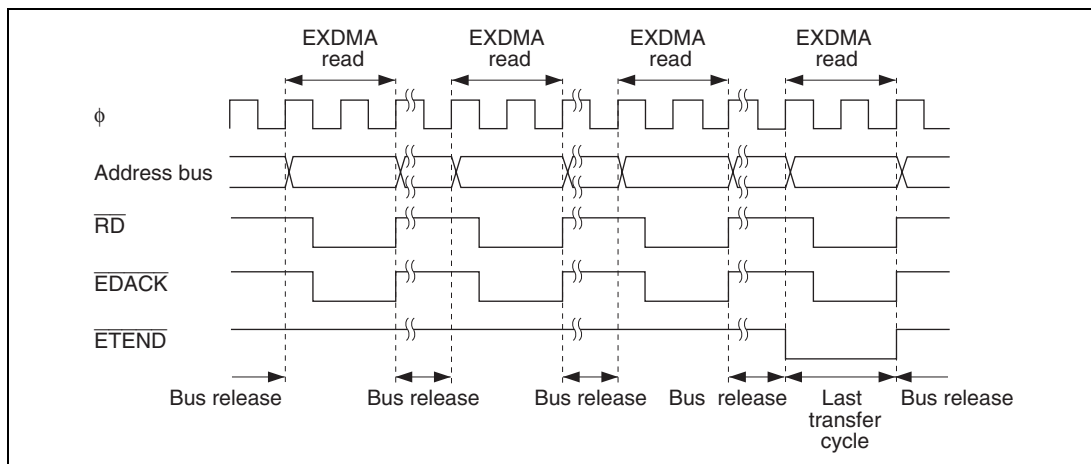 EXDMA
read
EXDMA
read
EXDMA
read
EXDMA
read
ϕ
Address bus
RD
EDACK
ETEND
Bus release
Bus release
Bus release
Bus release
Last
transfer
cycle
Bus release